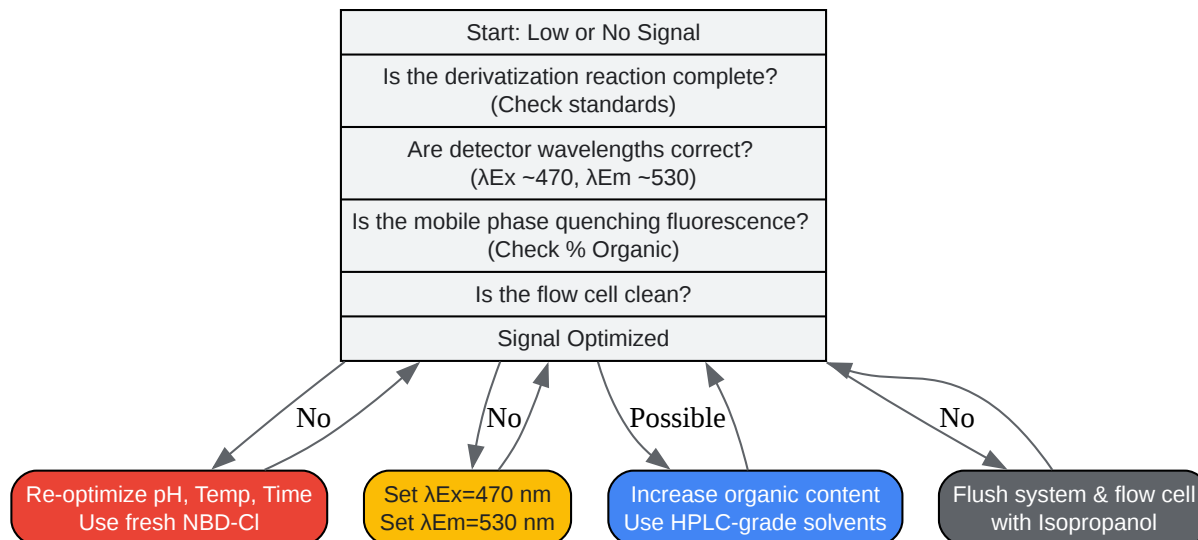 Start: Low or No Signal
Is the derivatization reaction complete?
(Check standards)
Are detector wavelengths correct?
(λEx ~470, λEm ~530)
Is the mobile phase quenching fluorescence?
(Check % Organic)
Is the flow cell clean?
Signal Optimized
No
No
Possible
No
Re-optimize pH, Temp, Time
Use fresh NBD-Cl
Set λEx=470 nm
Set λEm=530 nm
Increase organic content
Use HPLC-grade solvents
Flush system & flow cell
with Isopropanol